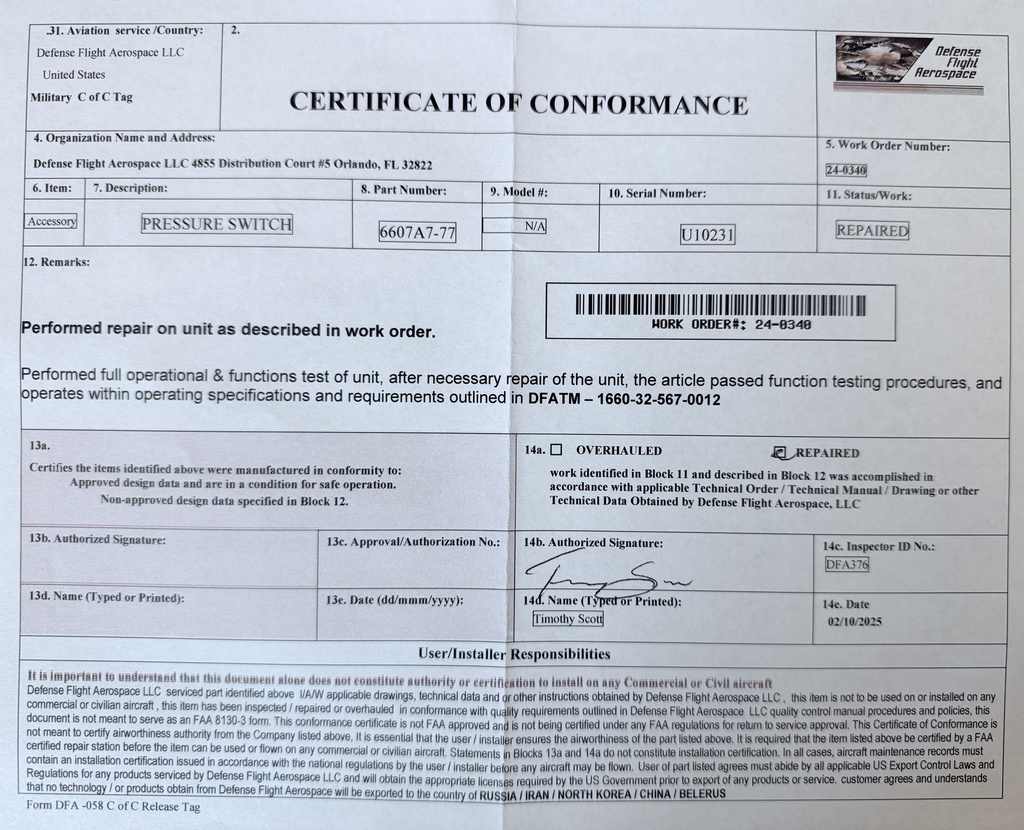 .31. Aviation service /Country:
Defense Flight Aerospace LLC
United States
Military C of C Tag
2.
CERTIFICATE OF CONFORMANCE
Defense
Flight
Aerospace
4. Organization Name and Address:
Defense Flight Aerospace LLC 4855 Distribution Court #5 Orlando, FL 32822
5. Work Order Number:
24-0340
6. Item:
Accessory
7. Description:
PRESSURE SWITCH
8. Part Number:
6607A7-77
9. Model #:
N/A
10. Serial Number:
U10231
11. Status/Work:
REPAIRED
12. Remarks:
WORK ORDER#: 24-0340
Performed repair on unit as described in work order.
Performed full operational & functions test of unit, after necessary repair of the unit, the article passed function testing procedures, and
operates within operating specifications and requirements outlined in DFATM – 1660-32-567-0012
13a.
Certifies the items identified above were manufactured in conformity to:
Approved design data and are in a condition for safe operation.
Non-approved design data specified in Block 12.
14a. ☐ OVERHAULED ☑ REPAIRED
work identified in Block 11 and described in Block 12 was accomplished in
accordance with applicable Technical Order / Technical Manual / Drawing or other
Technical Data Obtained by Defense Flight Aerospace, LLC
13b. Authorized Signature:
13c. Approval/Authorization No.:
14b. Authorized Signature:
14c. Inspector ID No.:
DFA376
13d. Name (Typed or Printed):
13e. Date (dd/mmm/yyyy):
14d. Name (Typed or Printed):
Timothy Scott
14e. Date
02/10/2025
User/Installer Responsibilities
It is important to understand that this document alone does not constitute authority or certification to install on any Commercial or Civil aircraft
Defense Flight Aerospace LLC serviced part identified above I/A/W applicable drawings, technical data and or other instructions obtained by Defense Flight Aerospace LLC , this item is not to be used on or installed on any
commercial or civilian aircraft , this item has been inspected / repaired or overhauled in conformance with quality requirements outlined in Defense Flight Aerospace LLC quality control manual procedures and policies, this
document is not meant to serve as an FAA 8130-3 form. This conformance certificate is not FAA approved and is not being certified under any FAA regulations for return to service approval. This Certificate of Conformance is
not meant to certify airworthiness authority from the Company listed above, It is essential that the user / installer ensures the airworthiness of the part listed above. It is required that the item listed above be certified by a FAA
certified repair station before the item can be used or flown on any commercial or civilian aircraft. Statements in Blocks 13a and 14a do not constitute installation certification. In all cases, aircraft maintenance records must
contain an installation certification issued in accordance with the national regulations by the user / installer before any aircraft may be flown. User of part listed agrees must abide by all applicable US Export Control Laws and
Regulations for any products serviced by Defense Flight Aerospace LLC and will obtain the appropriate licenses required by the US Government prior to export of any products or service. customer agrees and understands
that no technology / or products obtain from Defense Flight Aerospace will be exported to the country of RUSSIA / IRAN / NORTH KOREA / CHINA / BELERUS
Form DFA -058 C of C Release Tag